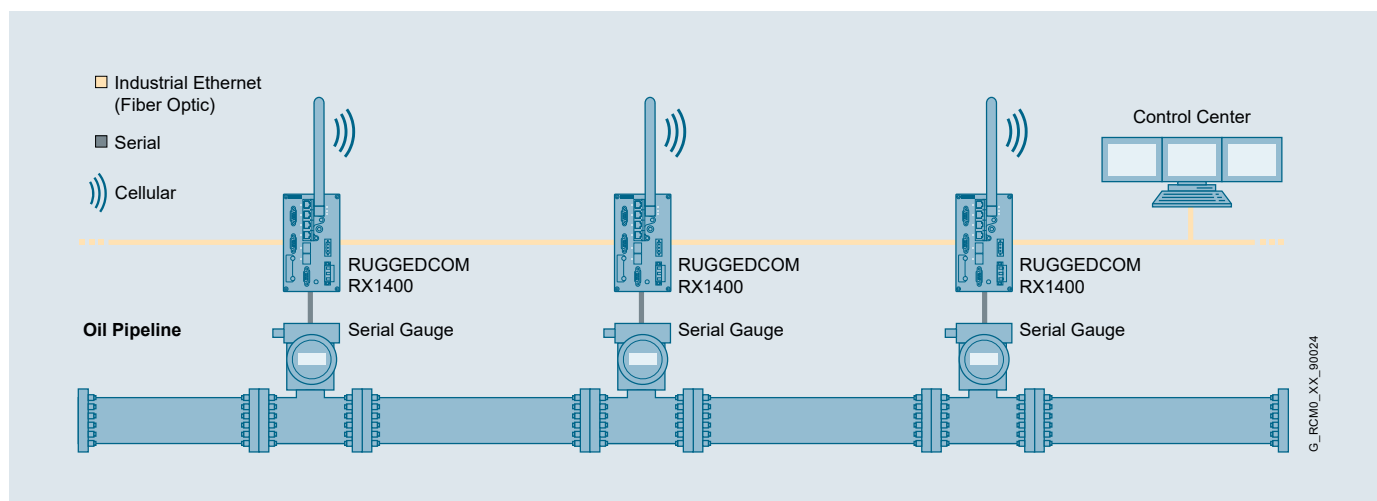 Industrial Ethernet
(Fiber Optic)
Serial
Cellular
Control Center
RUGGEDCOM
RX1400
RUGGEDCOM
RX1400
RUGGEDCOM
RX1400
Oil Pipeline
Serial Gauge
Serial Gauge
Serial Gauge
G_RCM0_XX_90024